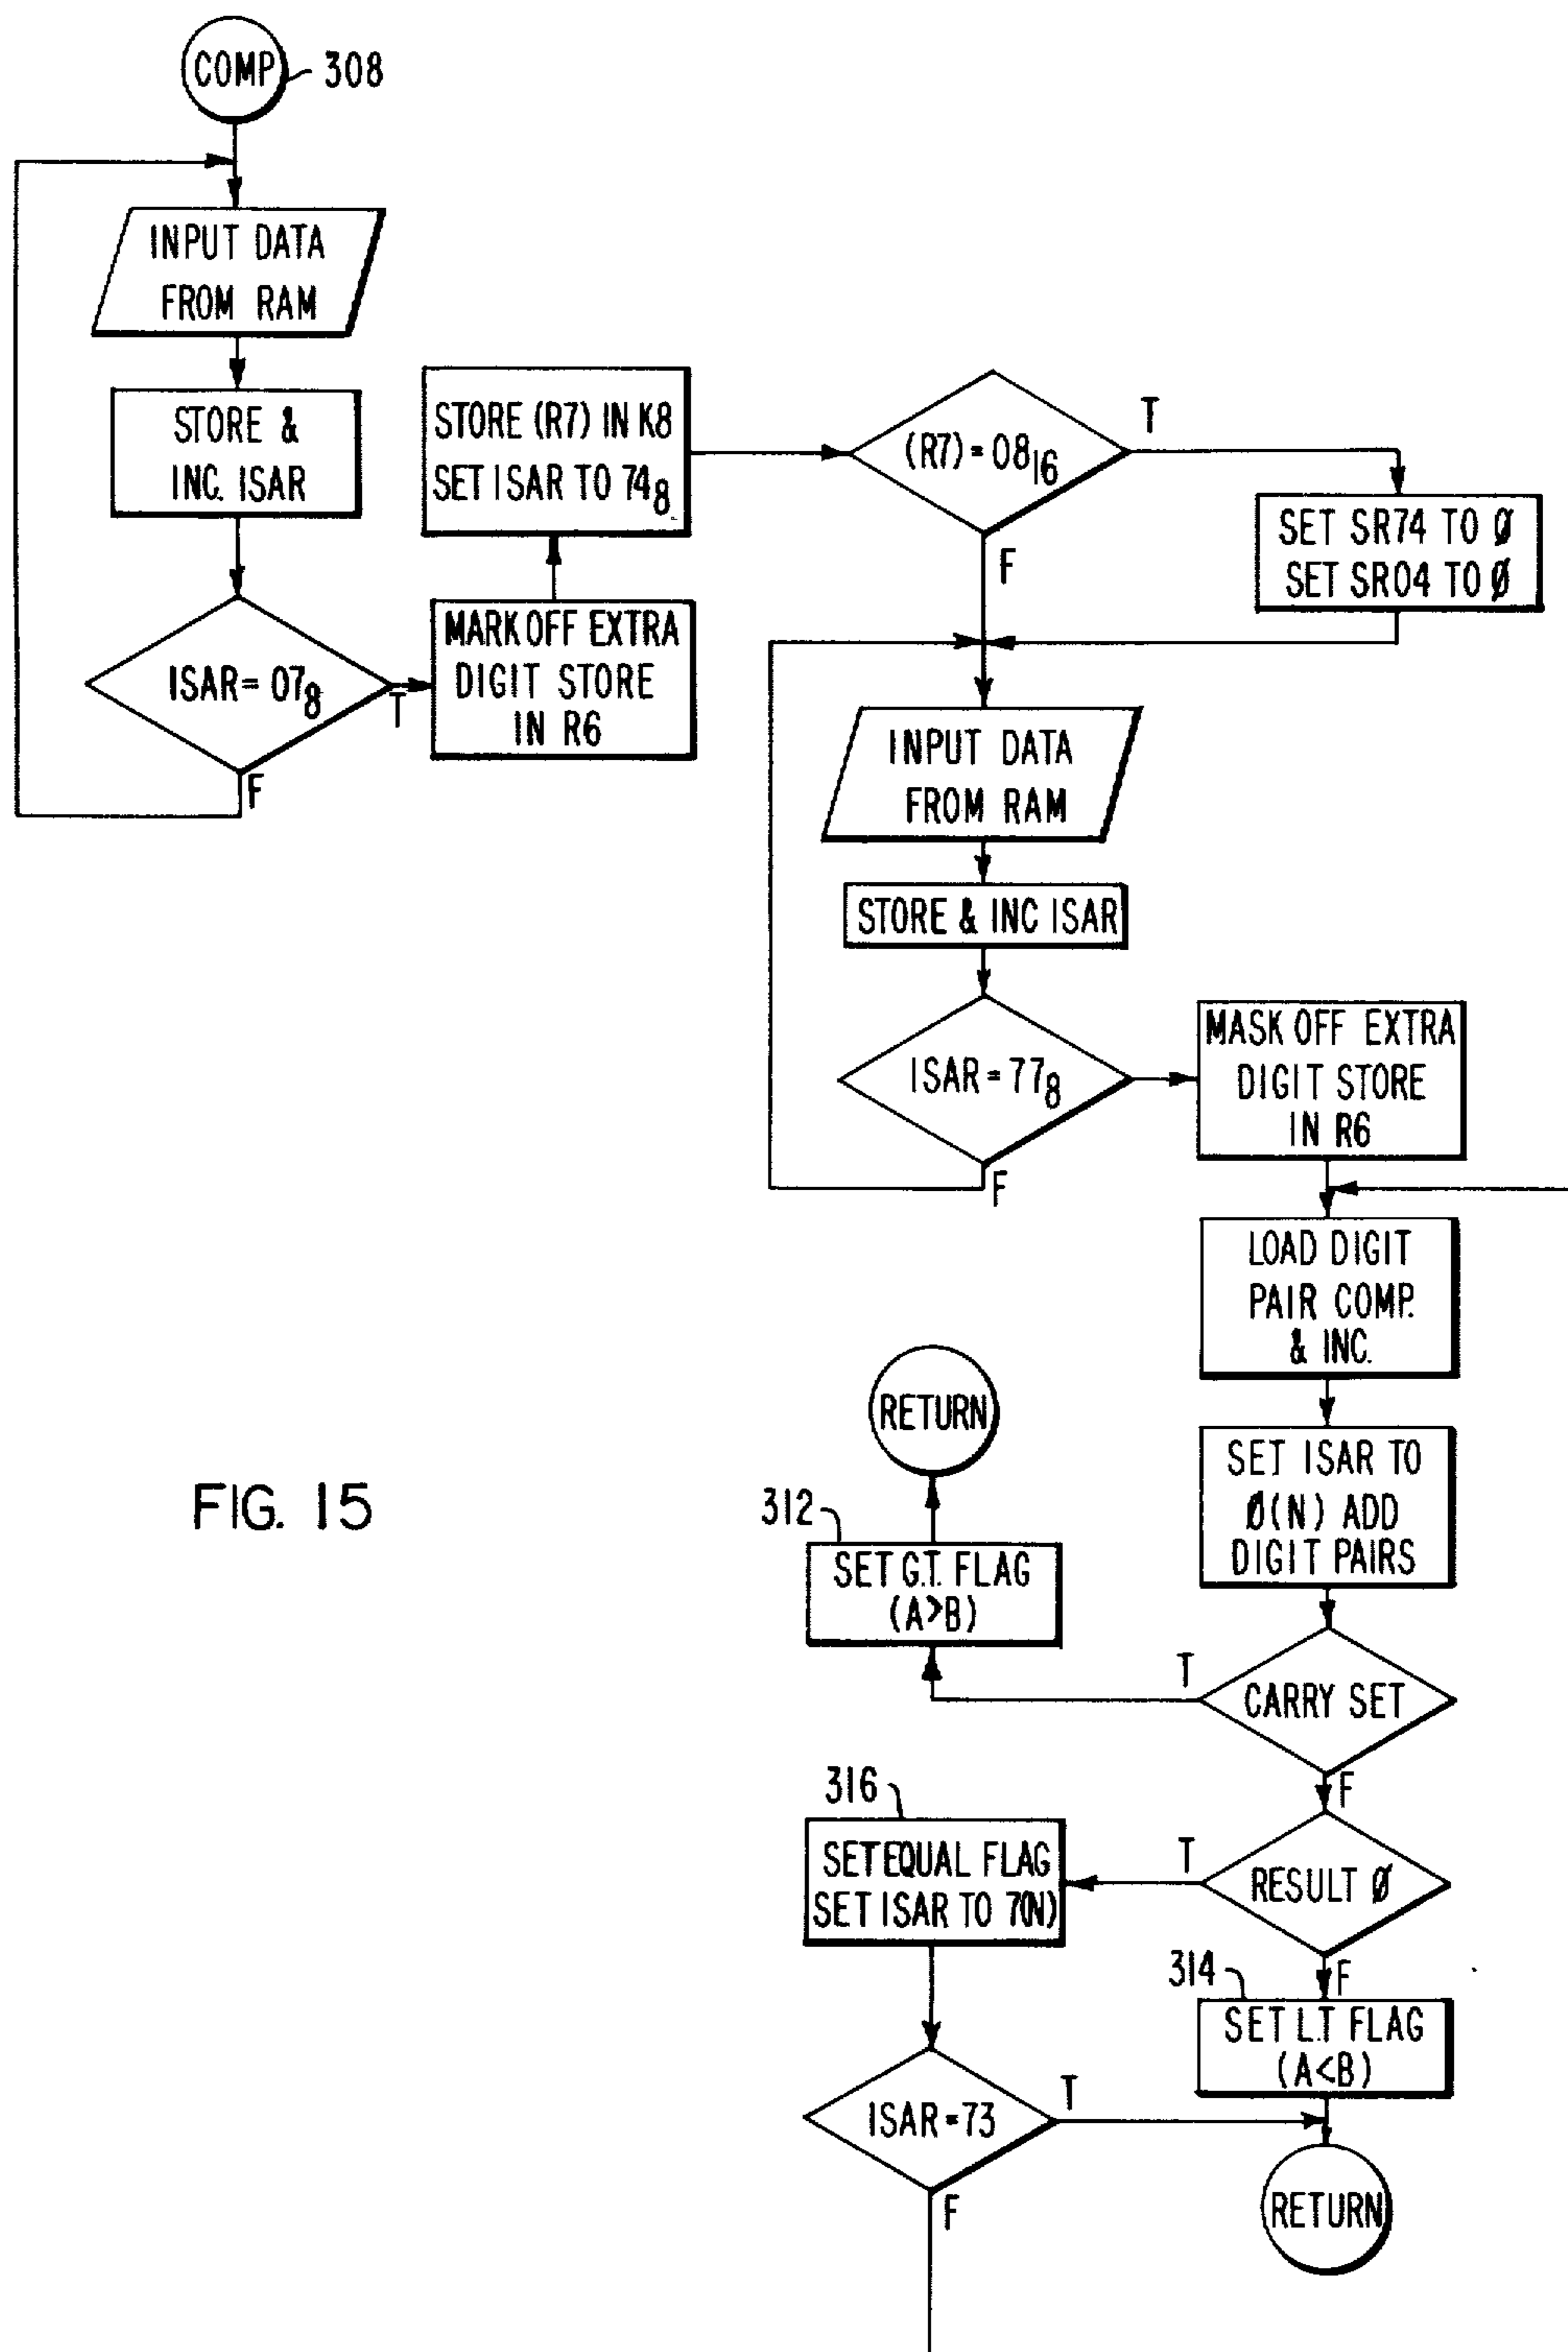 COMP
308
INPUT DATA
FROM RAM
STORE &
INC. ISAR
ISAR = 07₈
T
F
MARK OFF EXTRA
DIGIT STORE
IN R6
STORE (R7) IN K8
SET ISAR TO 74₈
(R7) = 08₁₆
T
F
SET SR74 TO Ø
SET SR04 TO Ø
INPUT DATA
FROM RAM
STORE & INC ISAR
ISAR = 77₈
F
MASK OFF EXTRA
DIGIT STORE
IN R6
LOAD DIGIT
PAIR COMP.
& INC.
SET ISAR TO
Ø(N) ADD
DIGIT PAIRS
CARRY SET
T
F
312
SET G.T. FLAG
(A>B)
RETURN
RESULT Ø
T
F
316
SET EQUAL FLAG
SET ISAR TO 7(N)
314
SET L.T FLAG
(A<B)
ISAR=73
T
F
RETURN
FIG. 15